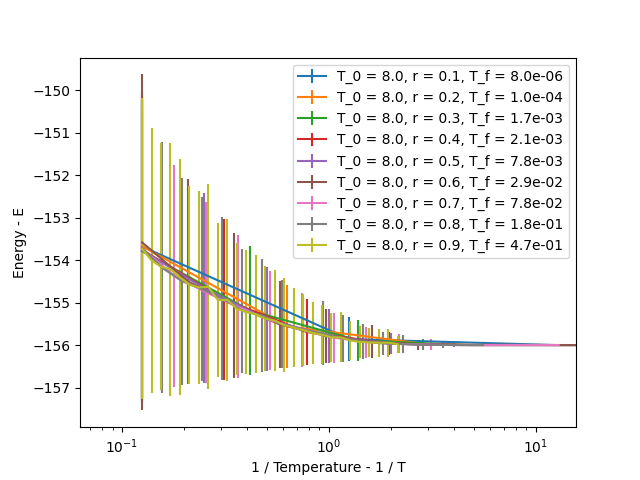 T_0 = 8.0, r = 0.1, T_f = 8.0e-06
T_0 = 8.0, r = 0.2, T_f = 1.0e-04
T_0 = 8.0, r = 0.3, T_f = 1.7e-03
T_0 = 8.0, r = 0.4, T_f = 2.1e-03
T_0 = 8.0, r = 0.5, T_f = 7.8e-03
T_0 = 8.0, r = 0.6, T_f = 2.9e-02
T_0 = 8.0, r = 0.7, T_f = 7.8e-02
T_0 = 8.0, r = 0.8, T_f = 1.8e-01
T_0 = 8.0, r = 0.9, T_f = 4.7e-01
Energy - E
−150
−151
−152
−153
−154
−155
−156
−157
10⁻¹
10⁰
10¹
1 / Temperature - 1 / T